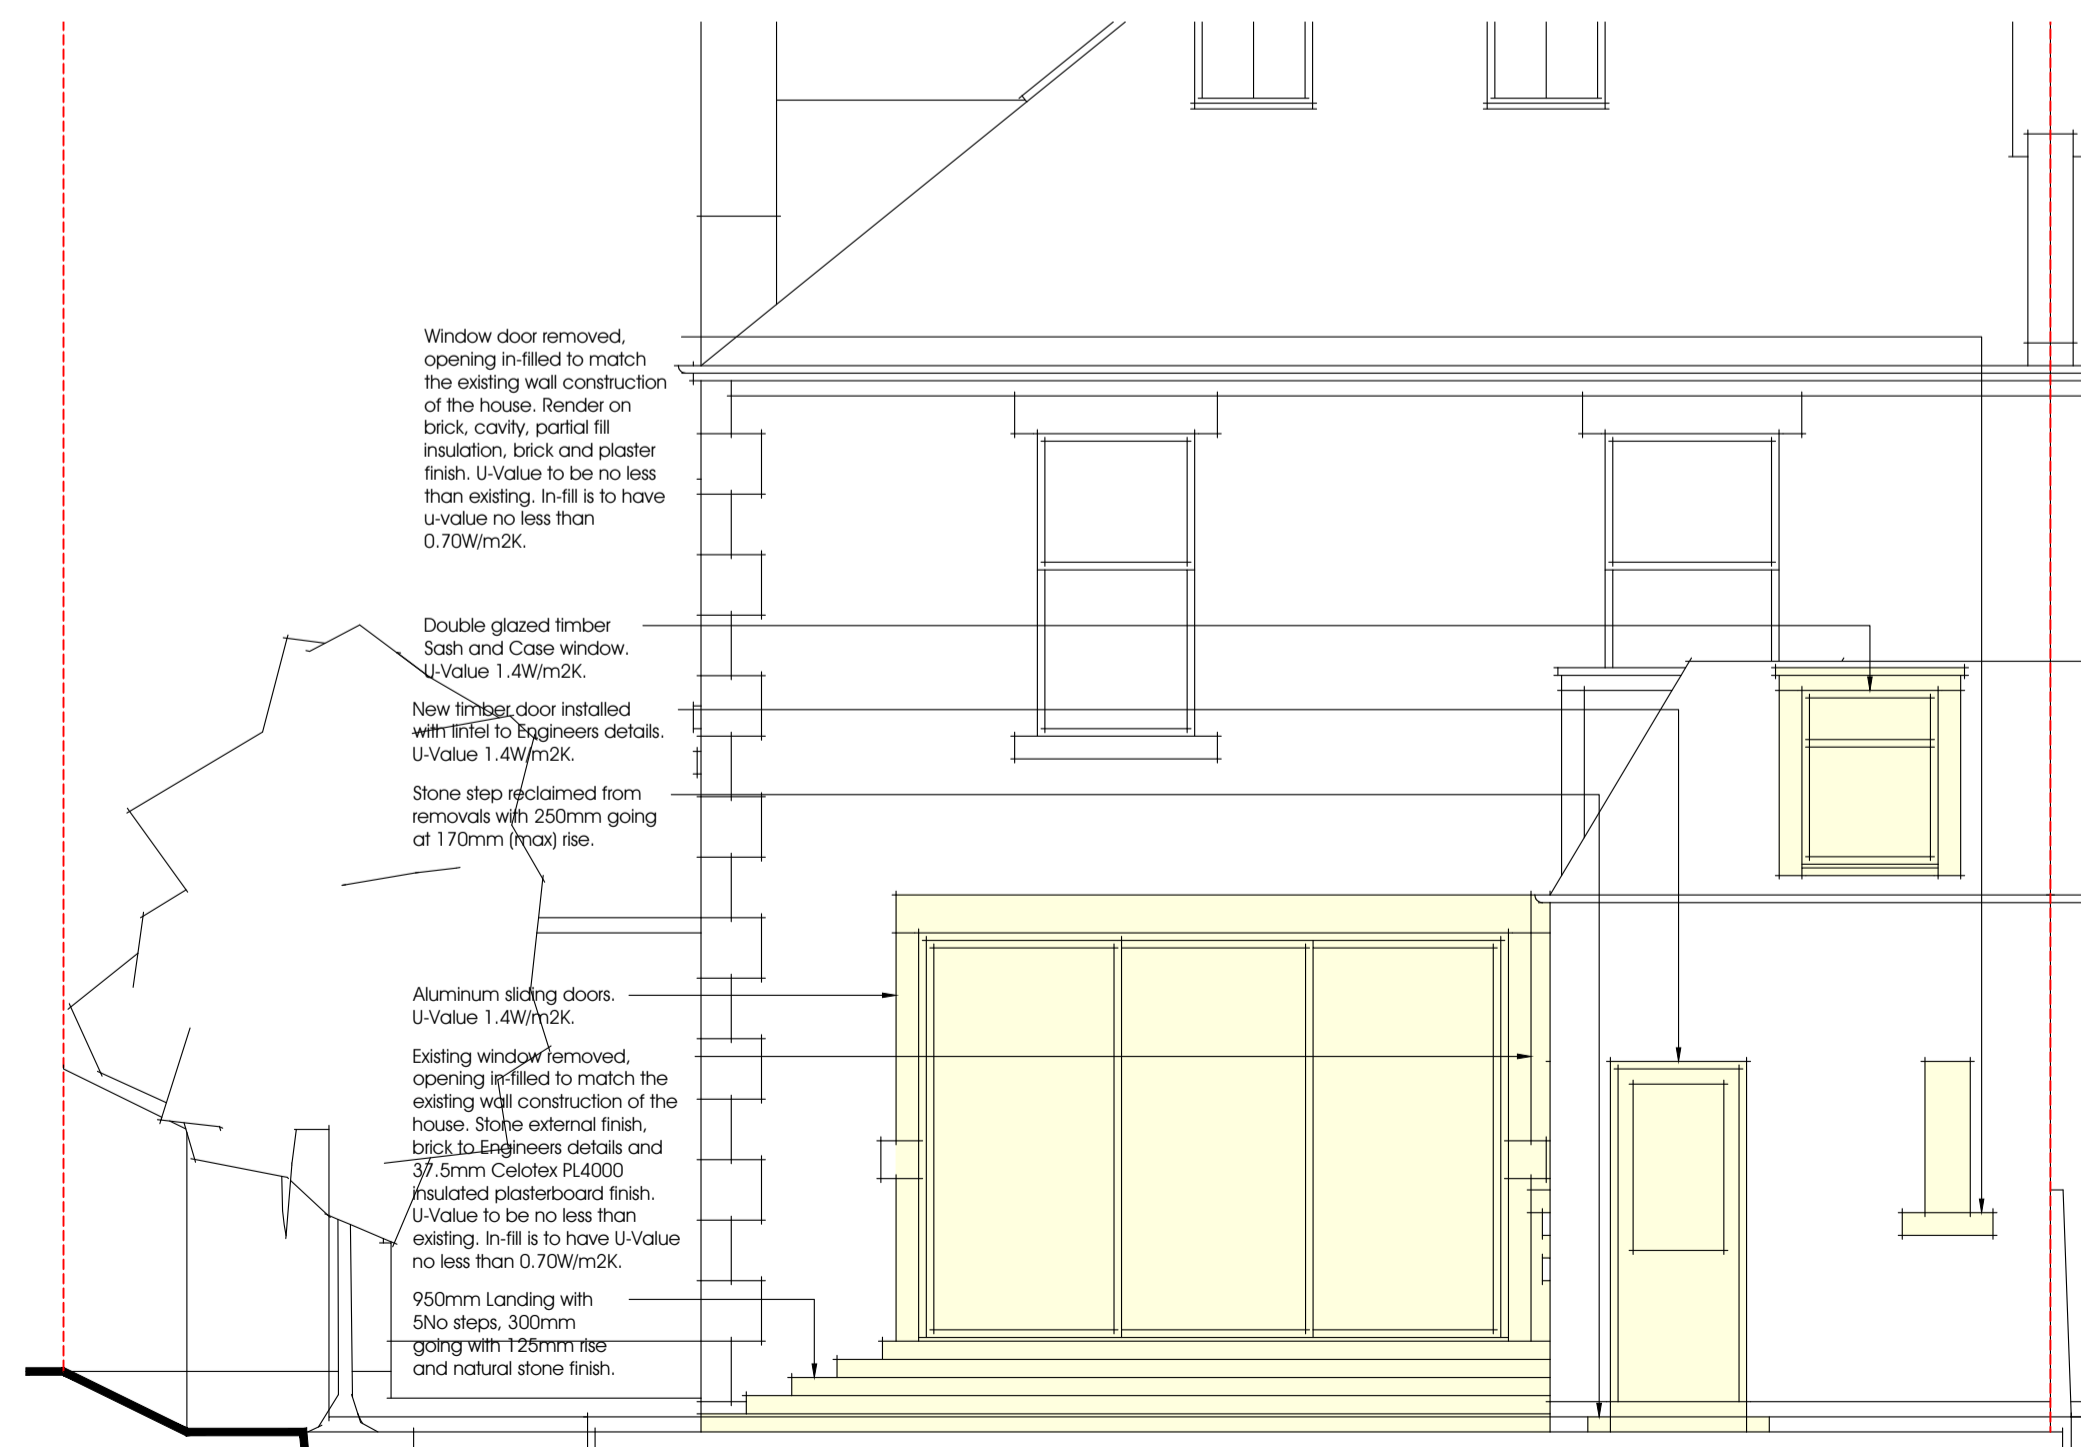 Window door removed,
opening in-filled to match
the existing wall construction
of the house. Render on
brick, cavity, partial fill
insulation, brick and plaster
finish. U-Value to be no less
than existing. In-fill is to have
u-value no less than
0.70W/m2K.
Double glazed timber
Sash and Case window.
U-Value 1.4W/m2K.
New timber door installed
with lintel to Engineers details.
U-Value 1.4W/m2K.
Stone step reclaimed from
removals with 250mm going
at 170mm (max) rise.
Aluminum sliding doors.
U-Value 1.4W/m2K.
Existing window removed,
opening in-filled to match the
existing wall construction of the
house. Stone external finish,
brick to Engineers details and
37.5mm Celotex PL4000
insulated plasterboard finish.
U-Value to be no less than
existing. In-fill is to have U-Value
no less than 0.70W/m2K.
950mm Landing with
5No steps, 300mm
going with 125mm rise
and natural stone finish.